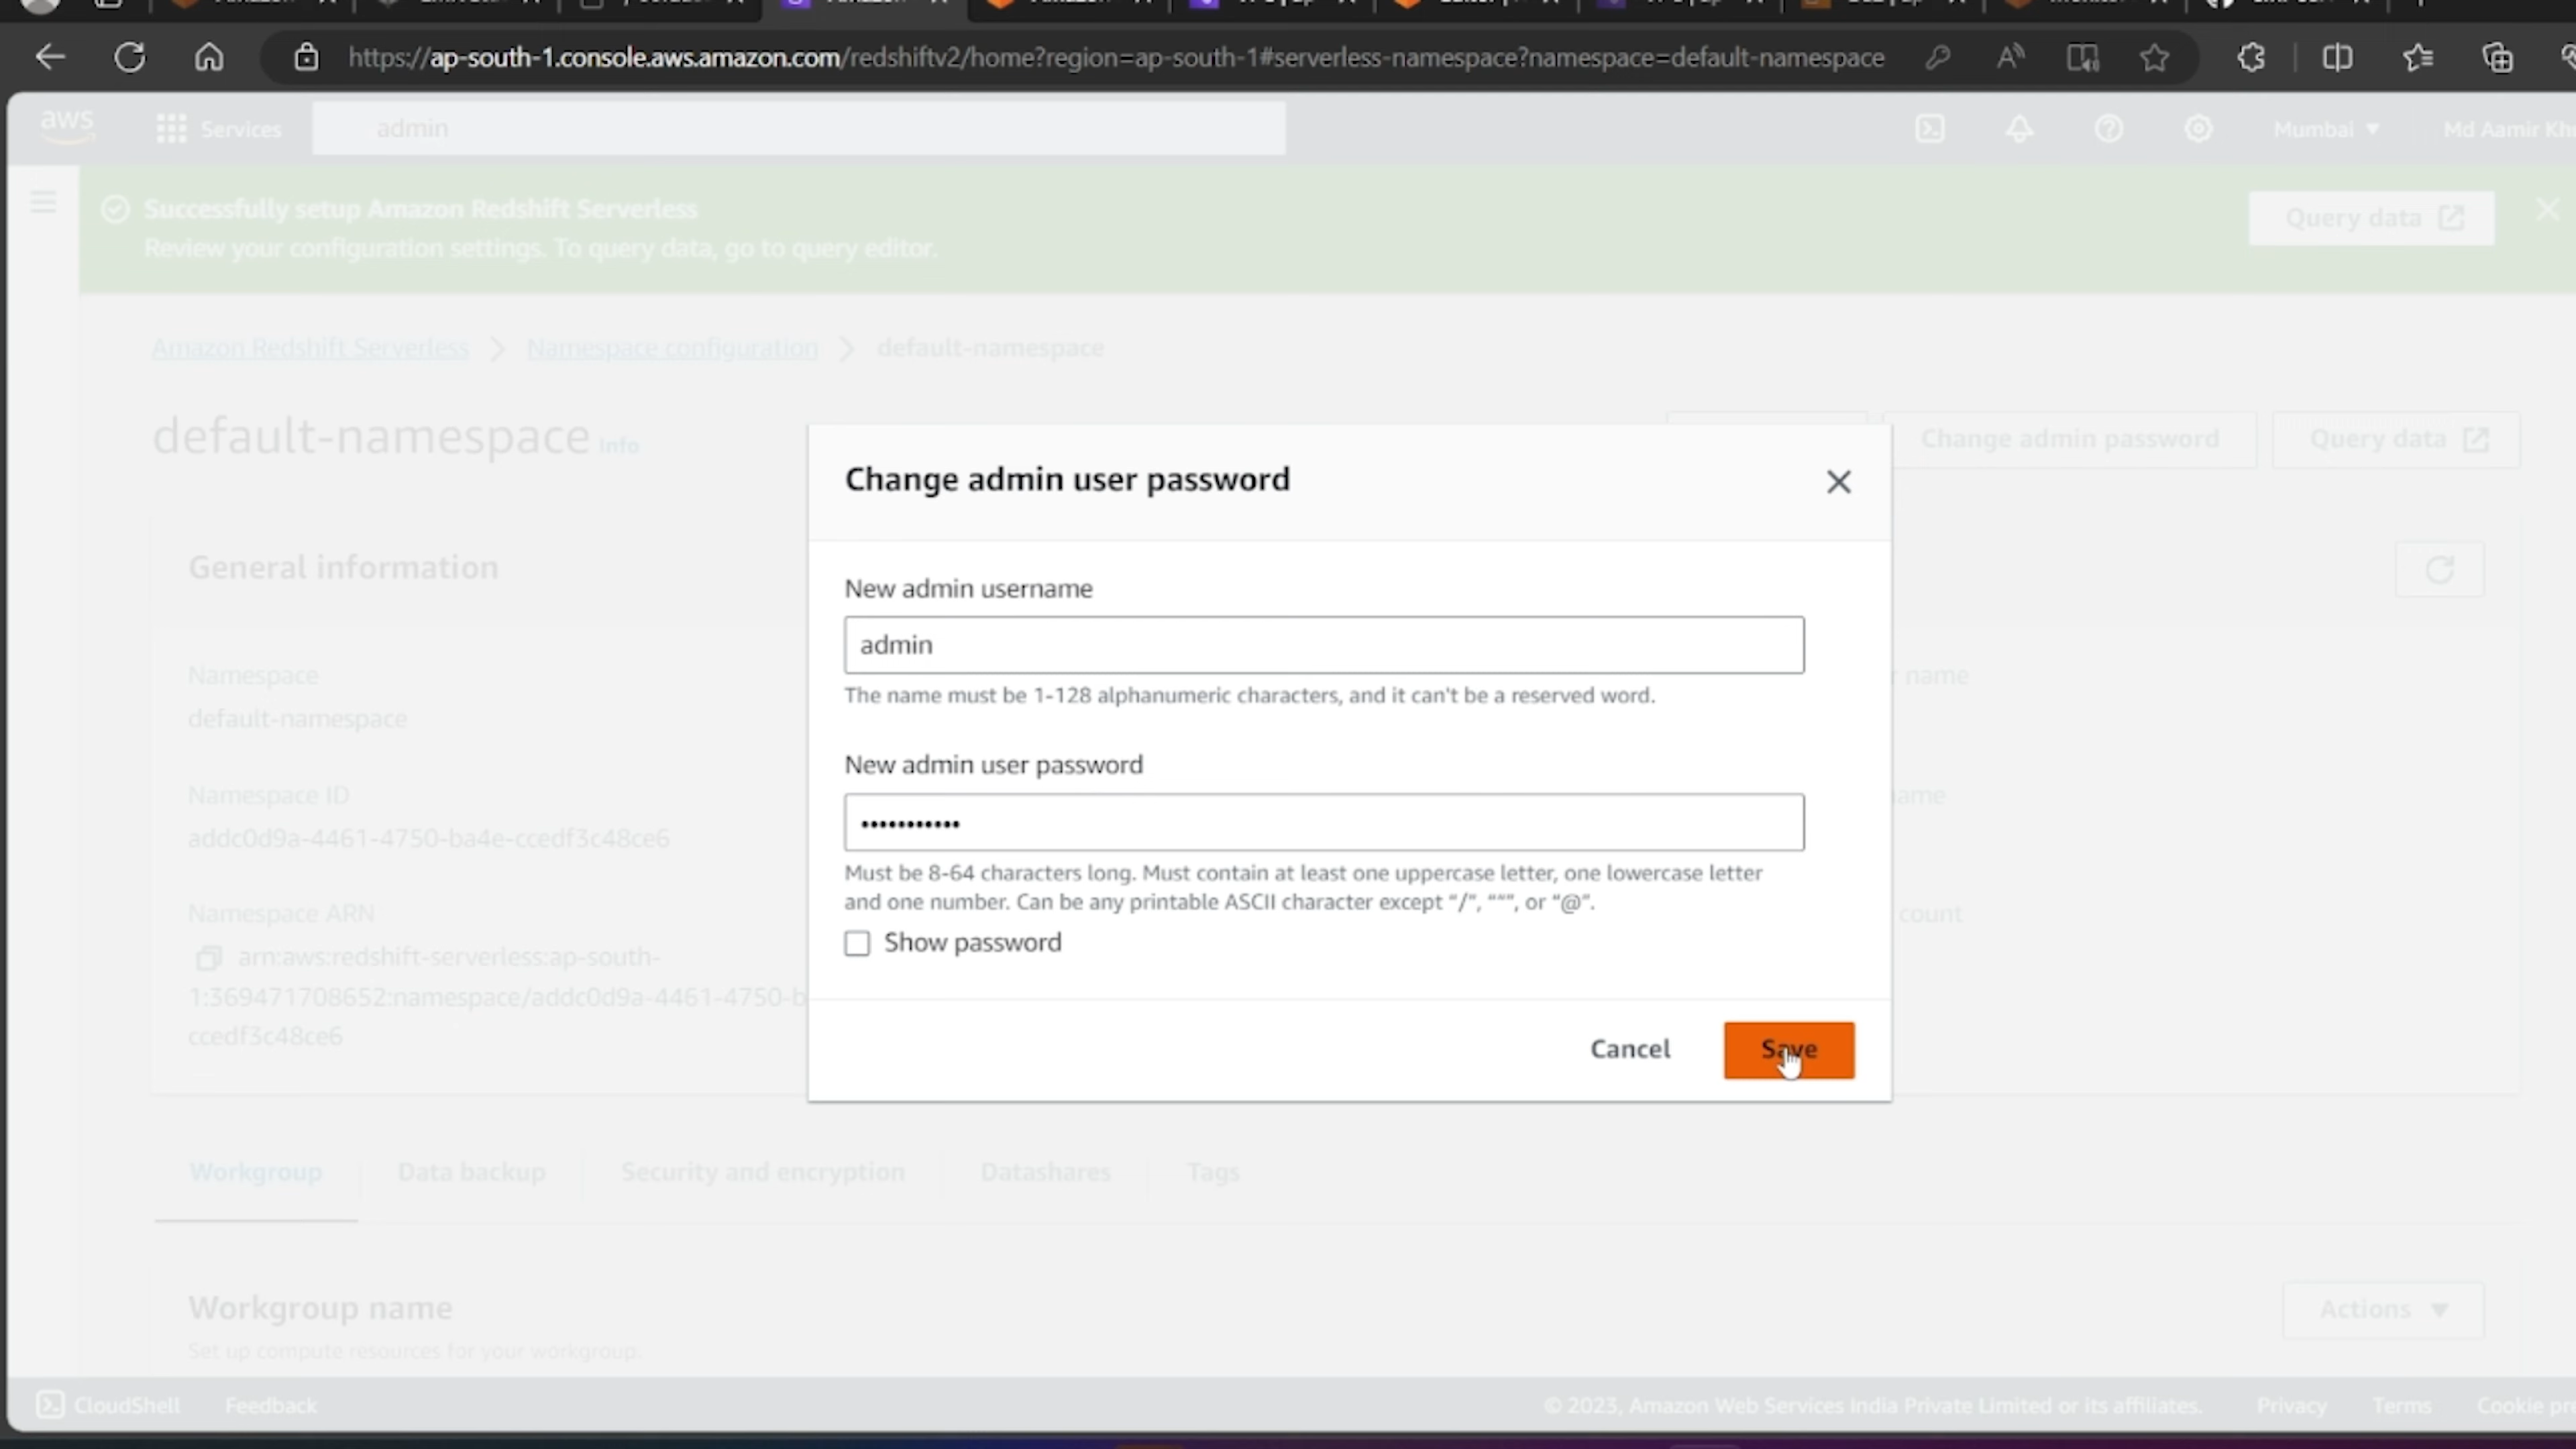 https://ap-south-1.console.aws.amazon.com/redshiftv2/home?region=ap-south-1#serverless-namespace?namespace=default-namespace
aws
Services
admin
Mumbai
Md Aamir
Successfully setup Amazon Redshift Serverless
Review your configuration settings. To query data, go to query editor.
Query data
Amazon Redshift Serverless
Namespace configuration
default-namespace
default-namespace Info
Change admin password
Query data
Change admin user password
General information
New admin username
admin
The name must be 1-128 alphanumeric characters, and it can't be a reserved word.
Namespace
default-namespace
name
New admin user password
•••••••••••
Must be 8-64 characters long. Must contain at least one uppercase letter, one lowercase letter
and one number. Can be any printable ASCII character except “/”, “"”, or “@”.
Show password
Namespace ID
addc0d9a-4461-4750-ba4e-ccedf3c48ce6
Namespace ARN
count
arn:aws:redshift-serverless:ap-south-
1:369471708652:namespace/addc0d9a-4461-4750-b
ccedf3c48ce6
Cancel
Save
Workgroup
Data backup
Security and encryption
Datashares
Tags
Workgroup name
Set up compute resources for your workgroup.
Actions
CloudShell
Feedback
© 2023, Amazon Web Services India Private Limited or its affiliates.
Privacy
Terms
Cookie